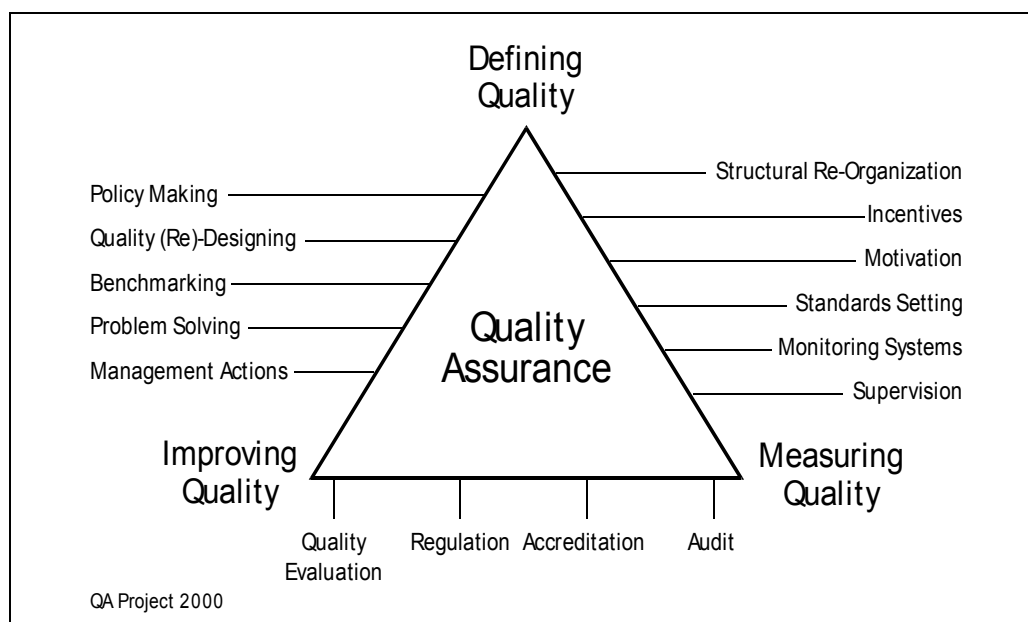 Defining
Quality
Policy Making
Quality (Re)-Designing
Benchmarking
Problem Solving
Management Actions
Structural Re-Organization
Incentives
Motivation
Standards Setting
Monitoring Systems
Supervision
Quality
Assurance
Improving
Quality
Measuring
Quality
Quality
Evaluation
Regulation
Accreditation
Audit
QA Project 2000